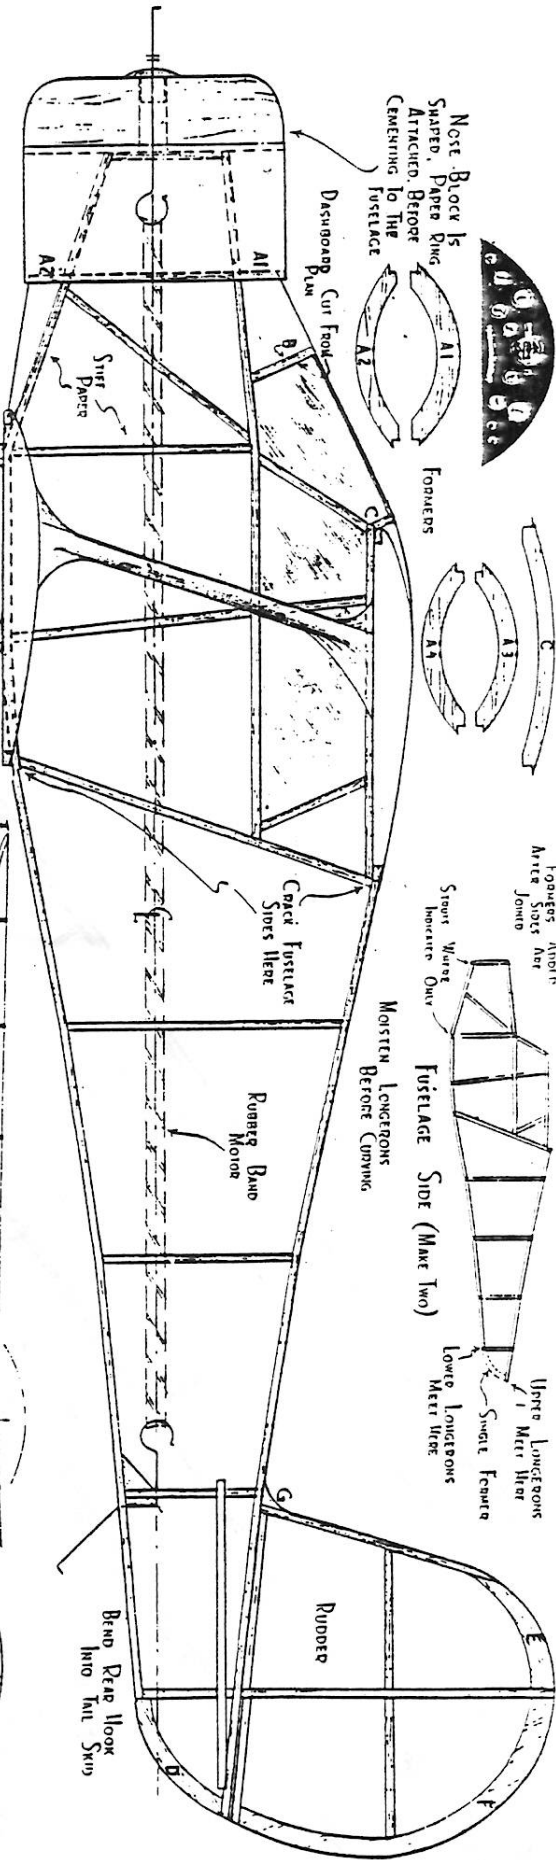 Nose Block Is
Shaped, Paper Ring
Attached, Before
Cementing To The
Fuselage
A1
A2
Formers
A3
A4
C
Formers Added
After Sides Are
Joined
Struts Where
Indicated Only
Fuselage Side (Make Two)
Upper Longerons
Meet Here
Single Former
Lower Longerons
Meet Here
Dashboard Cut From
Plan
B
C
Moisten Longerons
Before Curving
A1
A2
Stiff
Paper
Crack Fuselage
Sides Here
Rubber Band
Motor
G
Rudder
E
F
D
Bend Rear Hook
Into Tail Skid